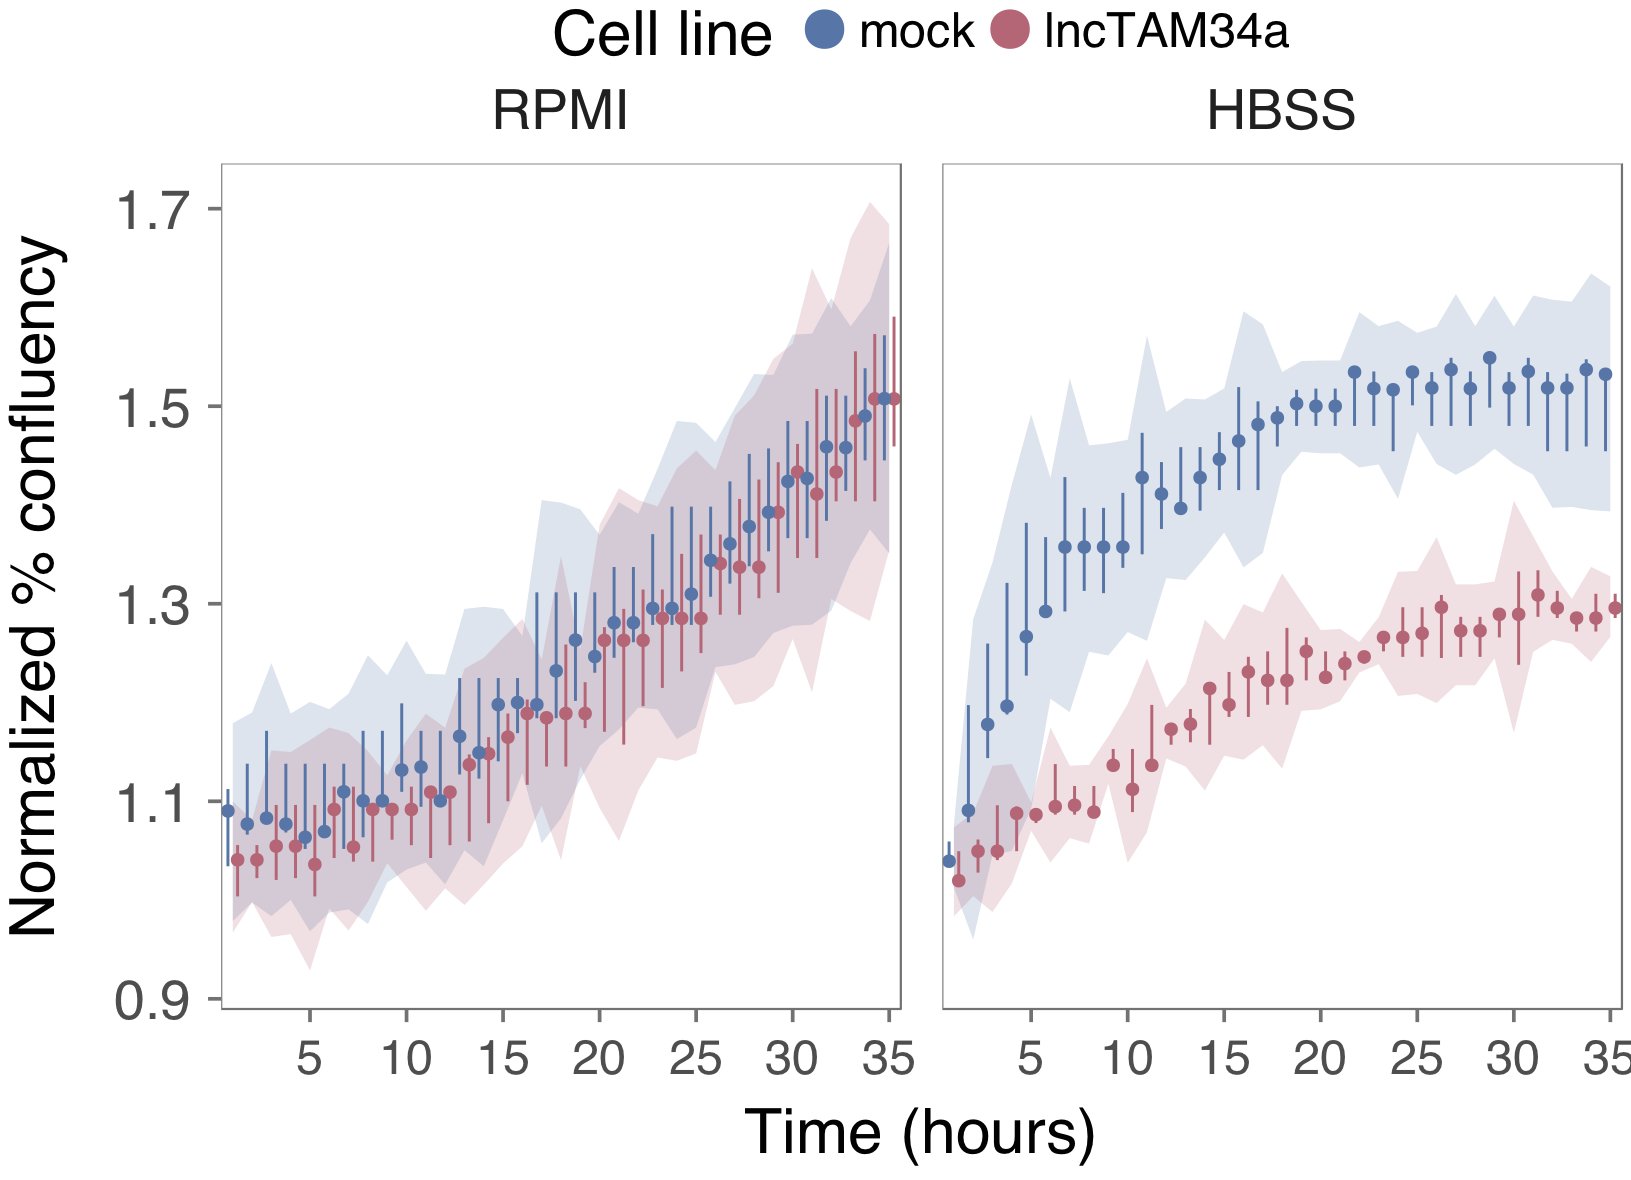 Cell line mock lncTAM34a
RPMI HBSS
Normalized % confluency
1.7
1.5
1.3
1.1
0.9
5 10 15 20 25 30 35 5 10 15 20 25 30 35
Time (hours)